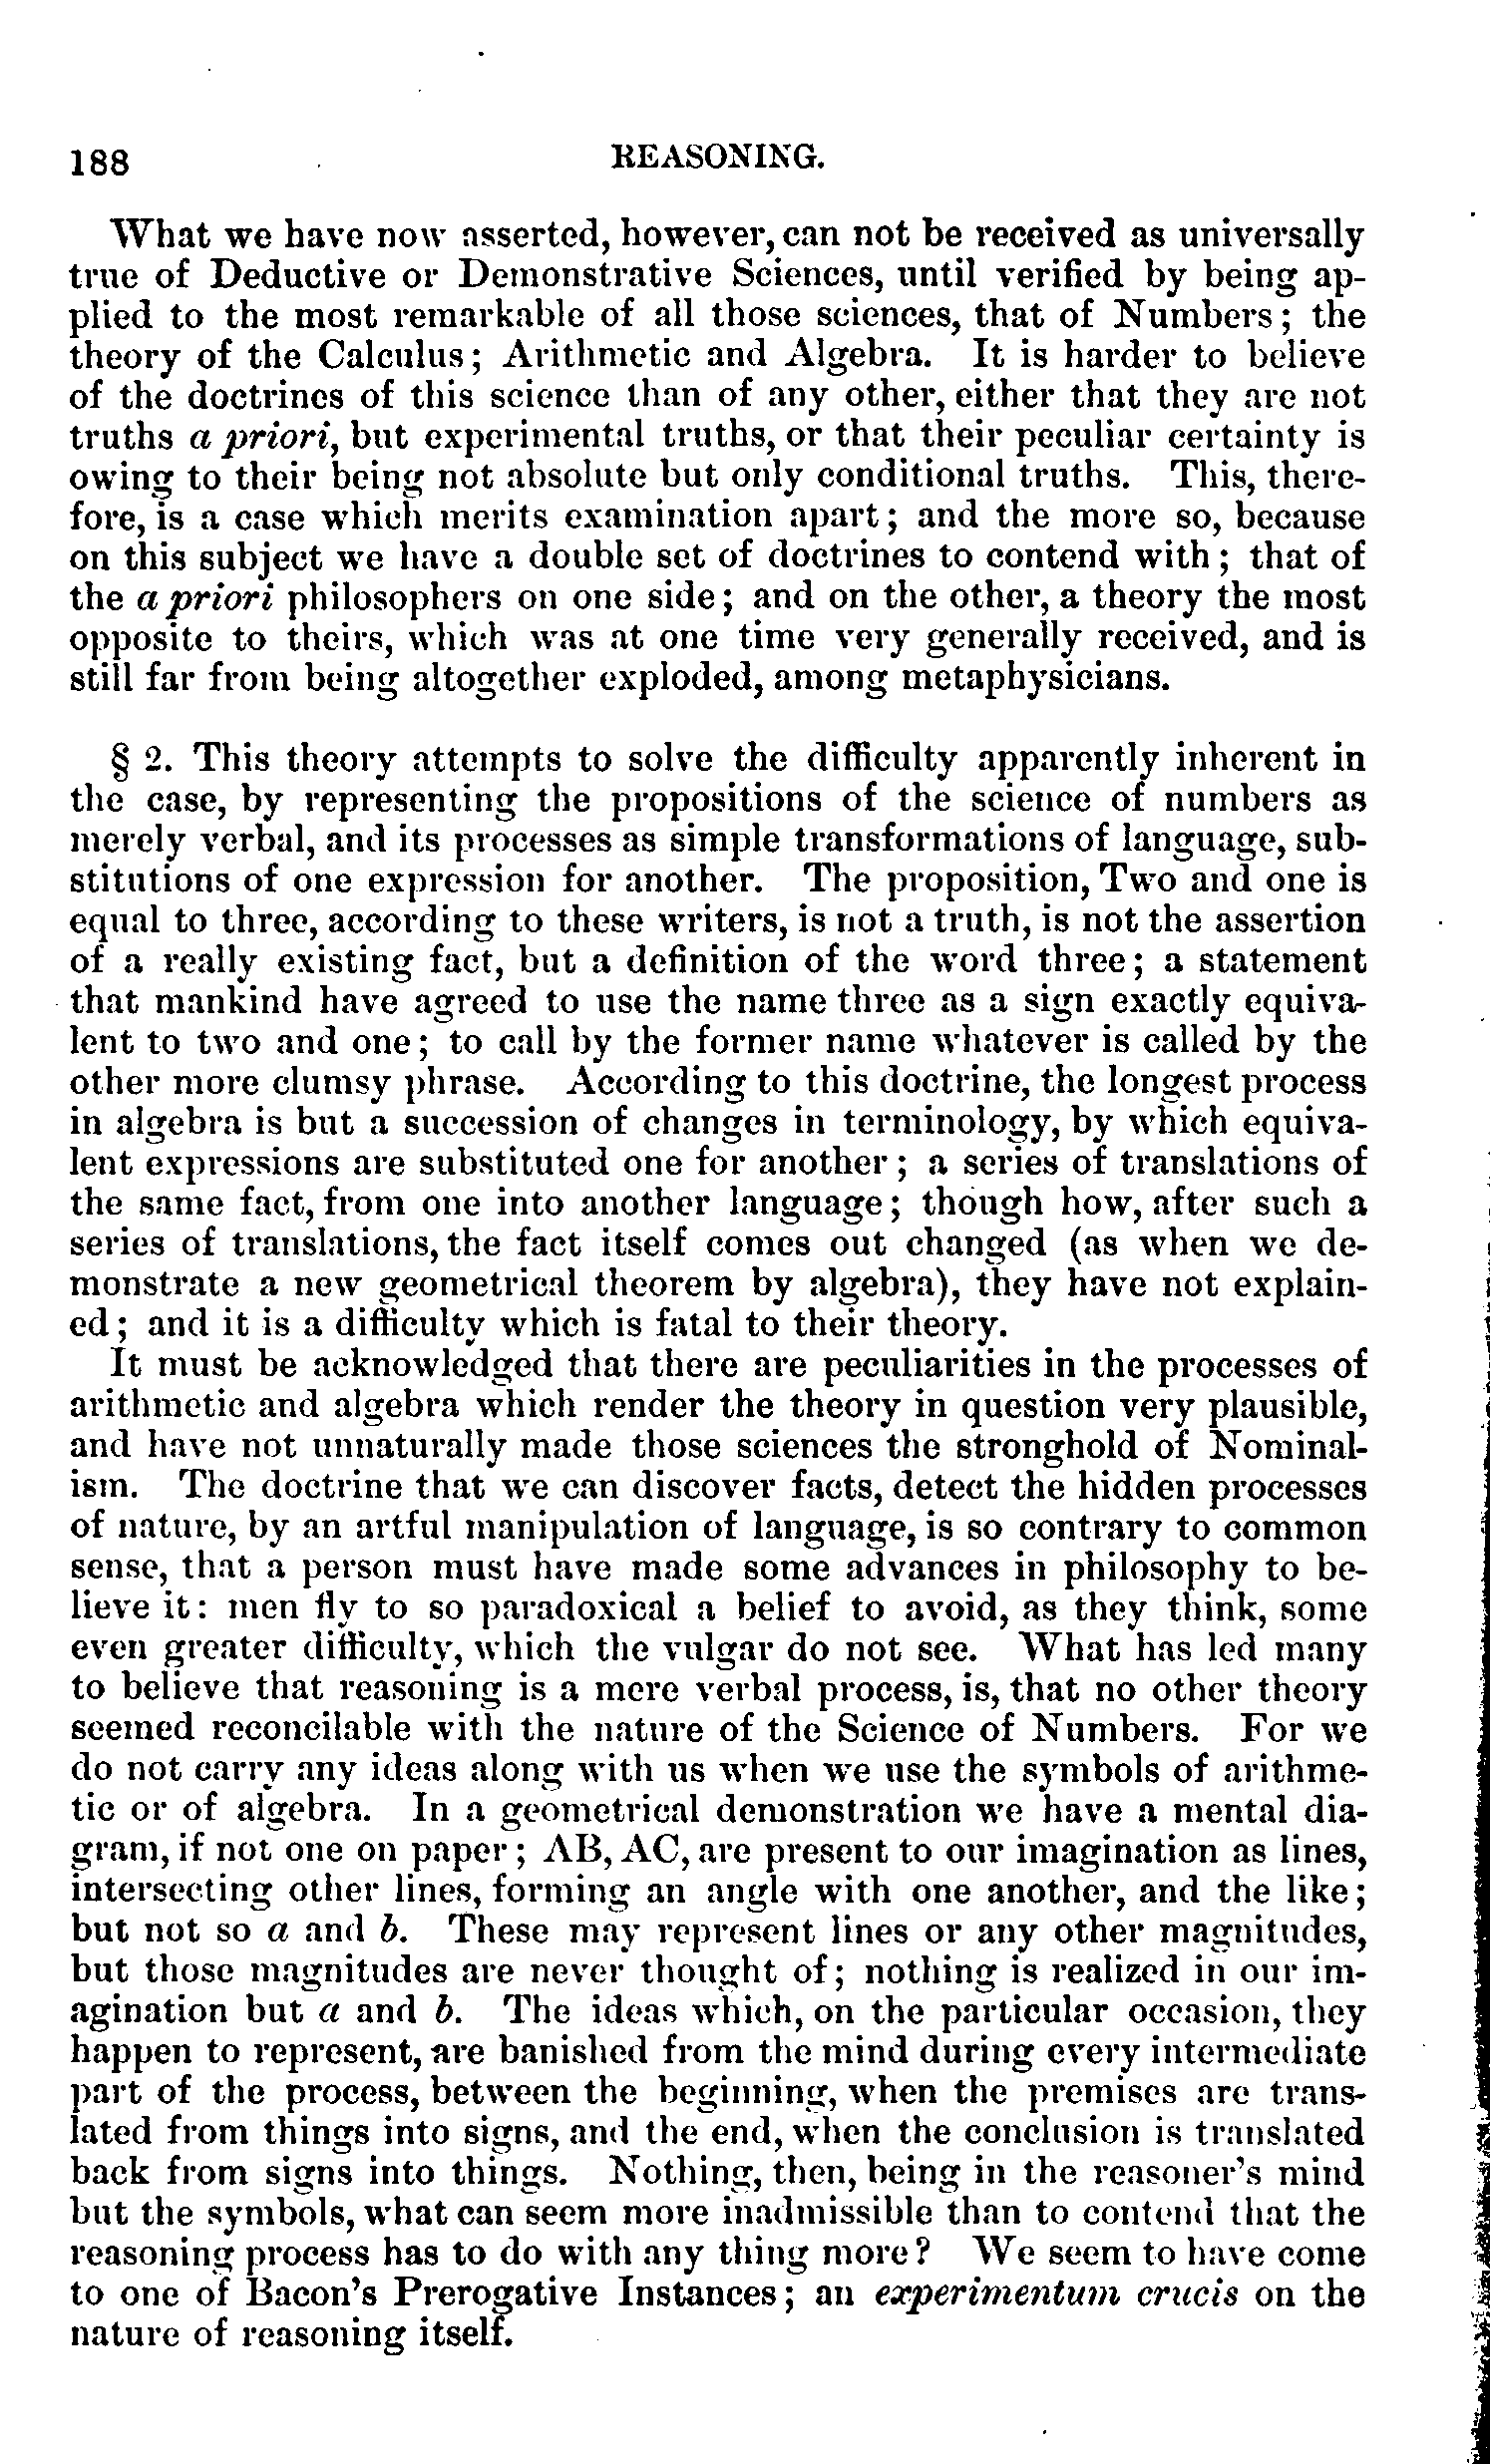 188 REASONING.
What we have now asserted, however, can not be received as universally
true of Deductive or Demonstrative Sciences, until verified by being ap-
plied to the most remarkable of all those sciences, that of Numbers; the
theory of the Calculus; Arithmetic and Algebra. It is harder to believe
of the doctrines of this science than of any other, either that they are not
truths a priori, but experimental truths, or that their peculiar certainty is
owing to their being not absolute but only conditional truths. This, there-
fore, is a case which merits examination apart; and the more so, because
on this subject we have a double set of doctrines to contend with; that of
the a priori philosophers on one side; and on the other, a theory the most
opposite to theirs, which was at one time very generally received, and is
still far from being altogether exploded, among metaphysicians.
§ 2. This theory attempts to solve the difficulty apparently inherent in
the case, by representing the propositions of the science of numbers as
merely verbal, and its processes as simple transformations of language, sub-
stitutions of one expression for another. The proposition, Two and one is
equal to three, according to these writers, is not a truth, is not the assertion
of a really existing fact, but a definition of the word three; a statement
that mankind have agreed to use the name three as a sign exactly equiva-
lent to two and one; to call by the former name whatever is called by the
other more clumsy phrase. According to this doctrine, the longest process
in algebra is but a succession of changes in terminology, by which equiva-
lent expressions are substituted one for another; a series of translations of
the same fact, from one into another language; though how, after such a
series of translations, the fact itself comes out changed (as when we de-
monstrate a new geometrical theorem by algebra), they have not explain-
ed; and it is a difficulty which is fatal to their theory.
It must be acknowledged that there are peculiarities in the processes of
arithmetic and algebra which render the theory in question very plausible,
and have not unnaturally made those sciences the stronghold of Nominal-
ism. The doctrine that we can discover facts, detect the hidden processes
of nature, by an artful manipulation of language, is so contrary to common
sense, that a person must have made some advances in philosophy to be-
lieve it: men fly to so paradoxical a belief to avoid, as they think, some
even greater difficulty, which the vulgar do not see. What has led many
to believe that reasoning is a mere verbal process, is, that no other theory
seemed reconcilable with the nature of the Science of Numbers. For we
do not carry any ideas along with us when we use the symbols of arithme-
tic or of algebra. In a geometrical demonstration we have a mental dia-
gram, if not one on paper; AB, AC, are present to our imagination as lines,
intersecting other lines, forming an angle with one another, and the like;
but not so a and b. These may represent lines or any other magnitudes,
but those magnitudes are never thought of; nothing is realized in our im-
agination but a and b. The ideas which, on the particular occasion, they
happen to represent, are banished from the mind during every intermediate
part of the process, between the beginning, when the premises are trans-
lated from things into signs, and the end, when the conclusion is translated
back from signs into things. Nothing, then, being in the reasoner's mind
but the symbols, what can seem more inadmissible than to contend that the
reasoning process has to do with any thing more? We seem to have come
to one of Bacon's Prerogative Instances; an experimentum crucis on the
nature of reasoning itself.